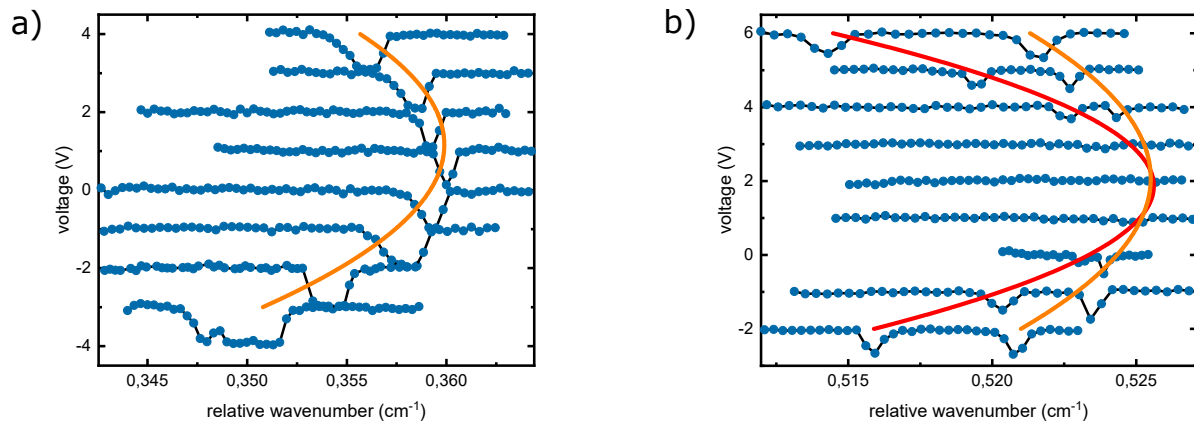 a)
voltage (V)
4
2
0
-2
-4
0,345
0,350
0,355
0,360
relative wavenumber (cm⁻¹)
b)
voltage (V)
6
4
2
0
-2
0,515
0,520
0,525
relative wavenumber (cm⁻¹)